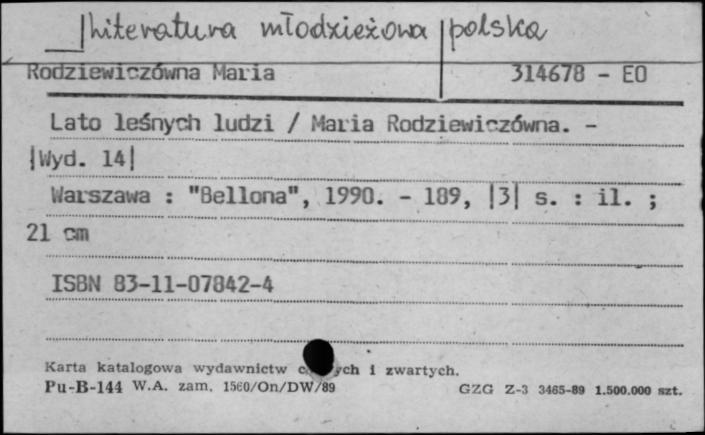 Literatura młodzieżowa polska
Rodziewiczówna Maria 314678 - EO
Lato leśnych ludzi / Maria Rodziewiczówna. -
|Wyd. 14|
Warszawa : "Bellona", 1990. - 189, |3| s. : il. ;
21 cm
ISBN 83-11-07842-4
Karta katalogowa wydawnictw i zwartych.
Pu-B-144 W.A. zam. 1560/On/DW/89 GZG Z-3 3465-89 1.500.000 szt.